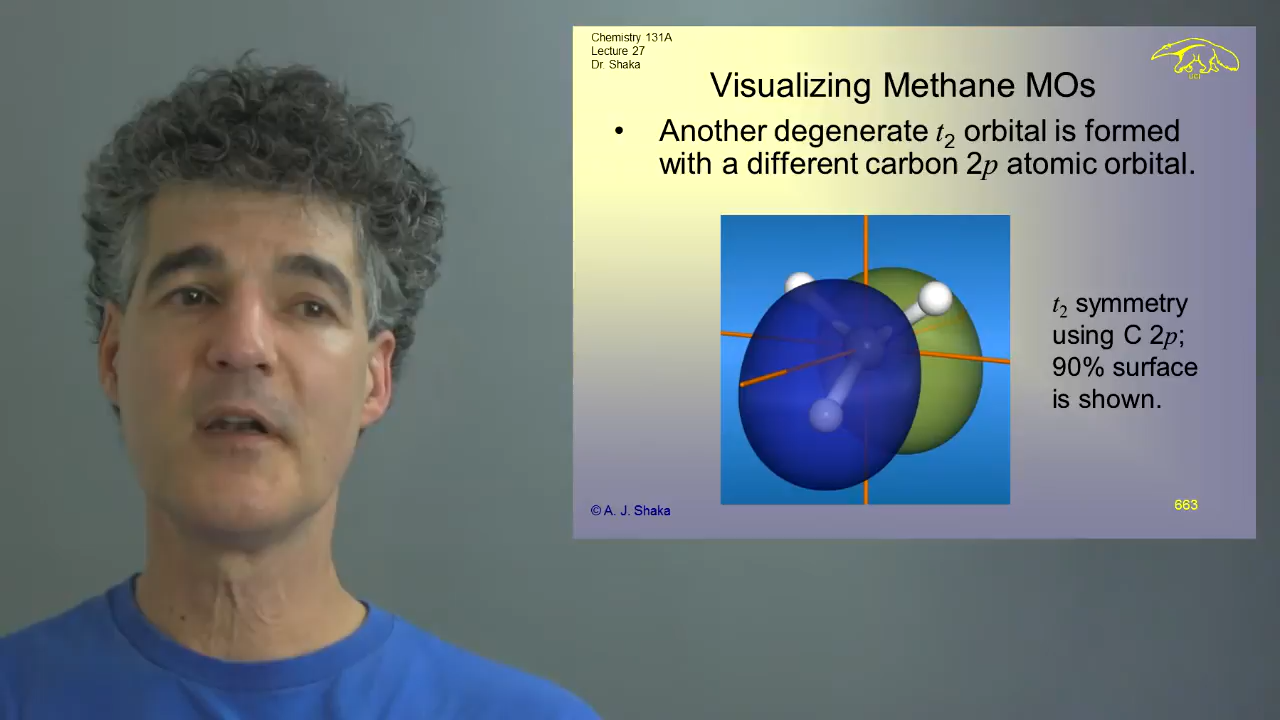 Chemistry 131A
Lecture 27
Dr. Shaka
UCI
Visualizing Methane MOs
• Another degenerate t₂ orbital is formed
with a different carbon 2p atomic orbital.
t₂ symmetry
using C 2p;
90% surface
is shown.
© A. J. Shaka
663